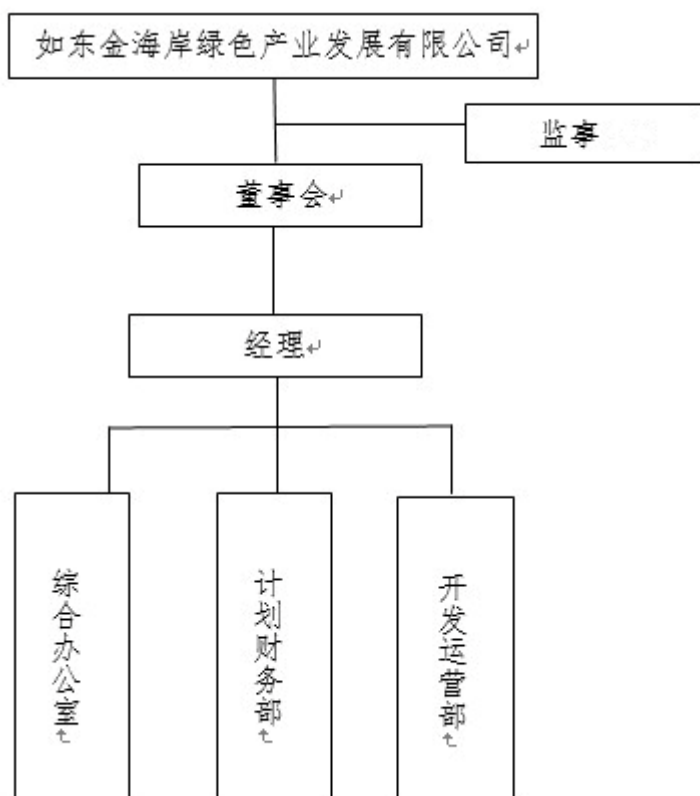 如东金海岸绿色产业发展有限公司
监事
董事会
经理
综合办公室
计划财务部
开发运营部